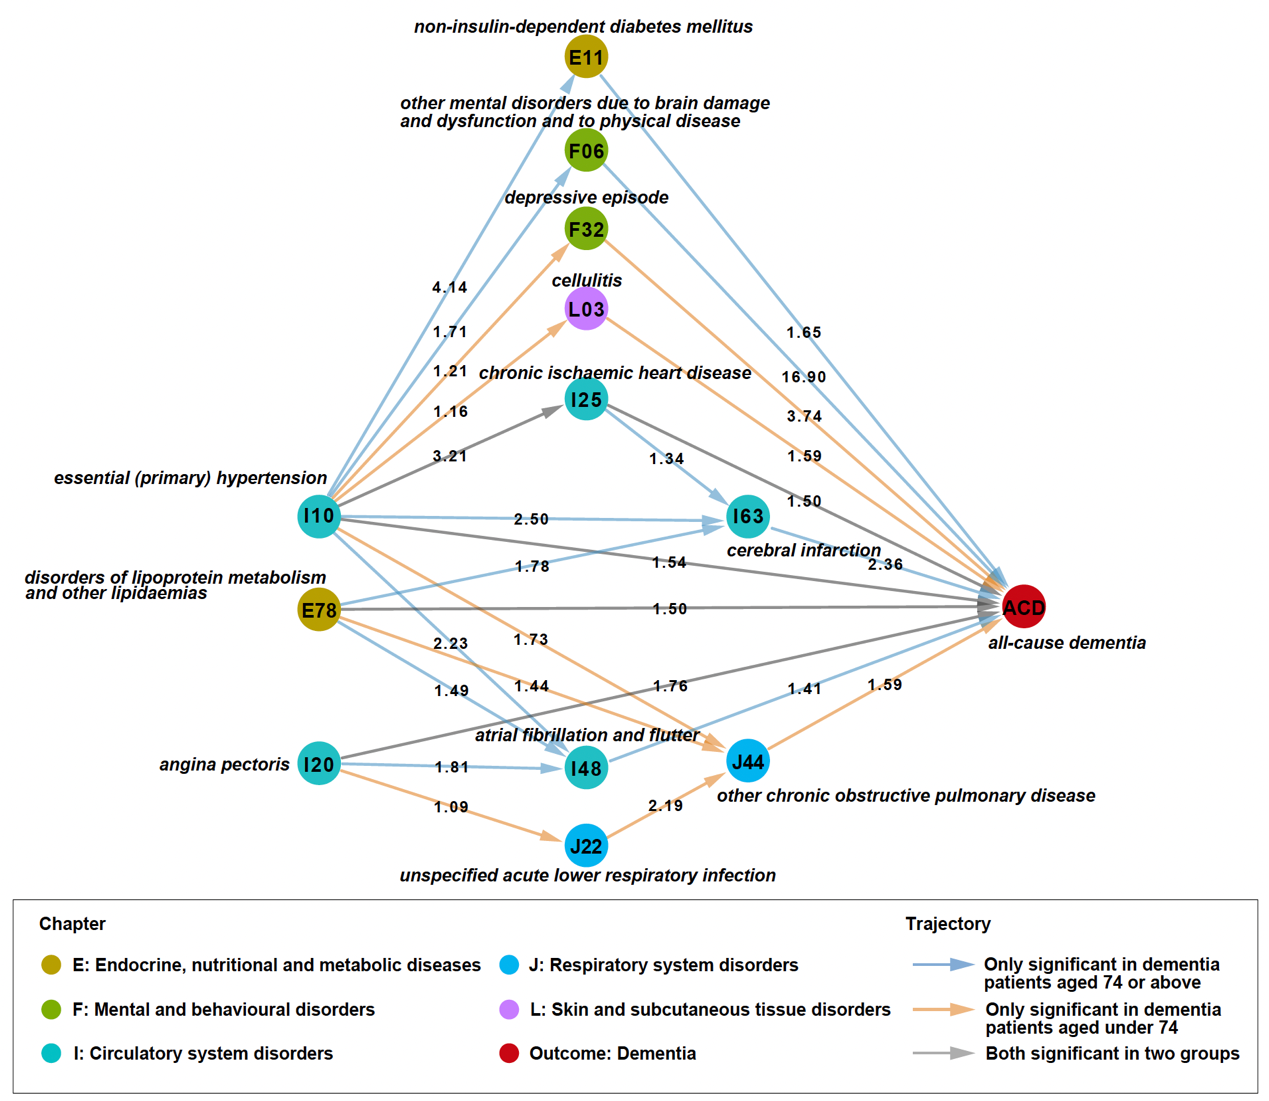 non-insulin-dependent diabetes mellitus
E11
other mental disorders due to brain damage
and dysfunction and to physical disease
F06
depressive episode
F32
cellulitis
L03
4.14
1.71
1.21
1.16
3.21
1.65
16.90
3.74
1.59
1.50
chronic ischaemic heart disease
I25
1.34
essential (primary) hypertension
I10
2.50
I63
cerebral infarction
2.36
1.54
1.78
disorders of lipoprotein metabolism
and other lipidaemias
E78
1.50
ACD
all-cause dementia
2.23
1.73
1.49
1.44
1.76
1.41
1.59
atrial fibrillation and flutter
angina pectoris
I20
1.81
I48
J44
other chronic obstructive pulmonary disease
1.09
2.19
J22
unspecified acute lower respiratory infection
Chapter
E: Endocrine, nutritional and metabolic diseases
F: Mental and behavioural disorders
I: Circulatory system disorders
J: Respiratory system disorders
L: Skin and subcutaneous tissue disorders
Outcome: Dementia
Trajectory
Only significant in dementia
patients aged 74 or above
Only significant in dementia
patients aged under 74
Both significant in two groups